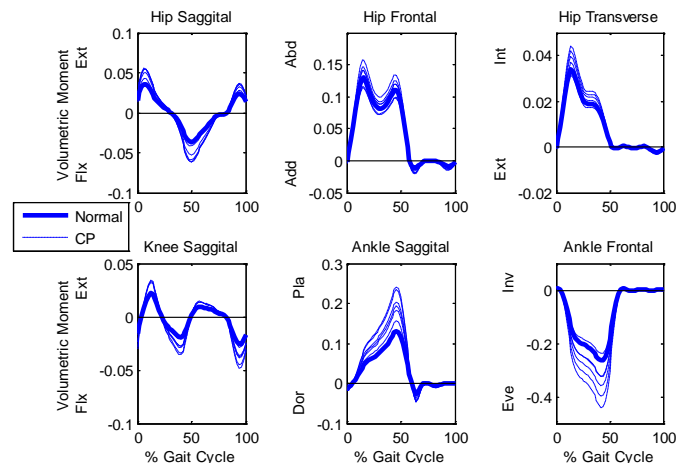 Hip Saggital
Hip Frontal
Hip Transverse
Volumetric Moment
Flx Ext
0.1
0.05
0
-0.05
-0.1
0 50 100
Add Abd
0.15
0.1
0.05
0
-0.05
0 50 100
Ext Int
0.04
0.02
0
-0.02
0 50 100
Normal
CP
Knee Saggital
Ankle Saggital
Ankle Frontal
Volumetric Moment
Flx Ext
0.05
0
-0.05
-0.1
0 50 100
% Gait Cycle
Dor Pla
0.3
0.2
0.1
0
-0.1
0 50 100
% Gait Cycle
Eve Inv
0
-0.2
-0.4
0 50 100
% Gait Cycle